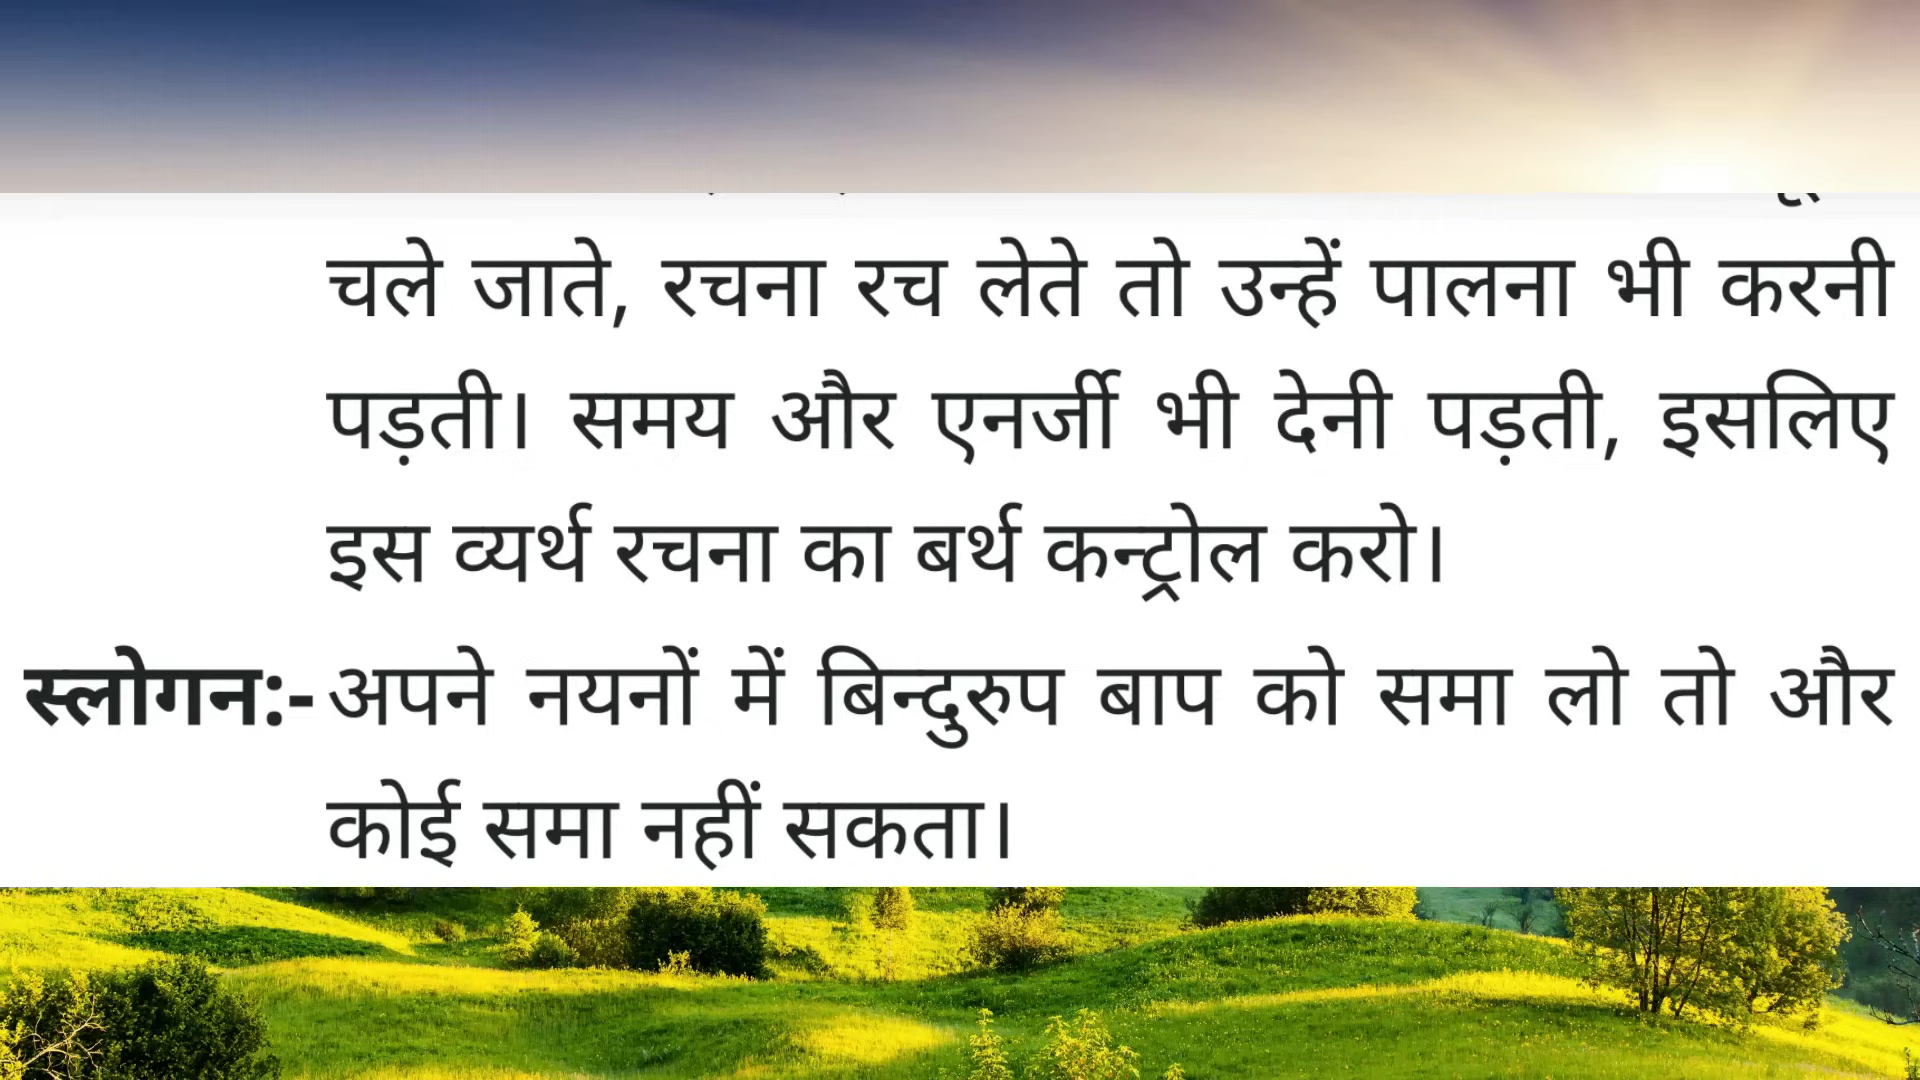 चले जाते, रचना रच लेते तो उन्हें पालना भी करनी
पड़ती। समय और एनर्जी भी देनी पड़ती, इसलिए
इस व्यर्थ रचना का बर्थ कन्ट्रोल करो।
स्लोगन:- अपने नयनों में बिन्दुरुप बाप को समा लो तो और
कोई समा नहीं सकता।